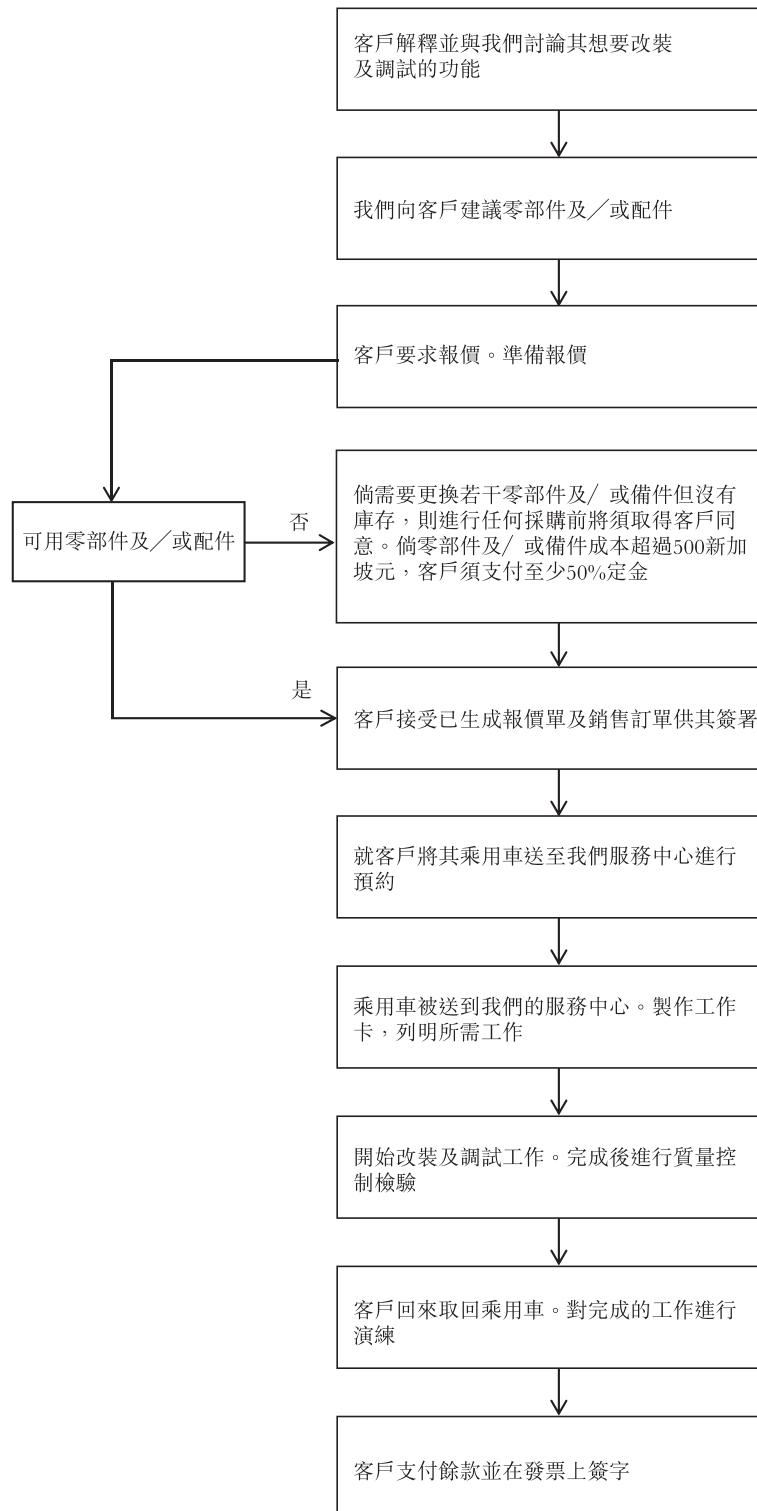 客戶解釋並與我們討論其想要改裝
及調試的功能
我們向客戶建議零部件及╱或配件
客戶要求報價。準備報價
可用零部件及╱或配件
否
倘需要更換若干零部件及╱或備件但沒有
庫存，則進行任何採購前將須取得客戶同
意。倘零部件及╱或備件成本超過500新加
坡元，客戶須支付至少50%定金
是
客戶接受已生成報價單及銷售訂單供其簽署
就客戶將其乘用車送至我們服務中心進行
預約
乘用車被送到我們的服務中心。製作工作
卡，列明所需工作
開始改裝及調試工作。完成後進行質量控
制檢驗
客戶回來取回乘用車。對完成的工作進行
演練
客戶支付餘款並在發票上簽字